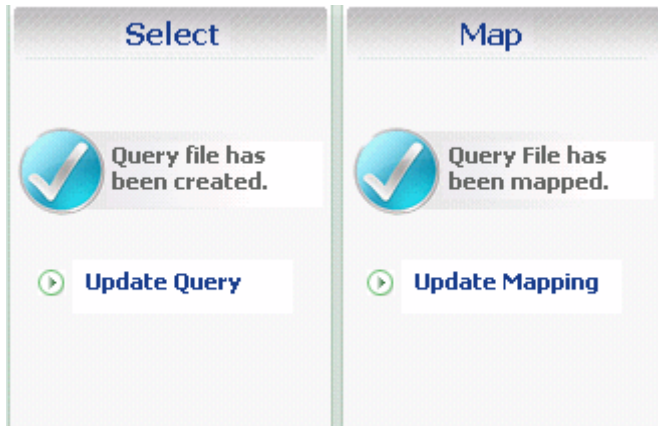 Select
Query file has
been created.
Update Query
Map
Query File has
been mapped.
Update Mapping